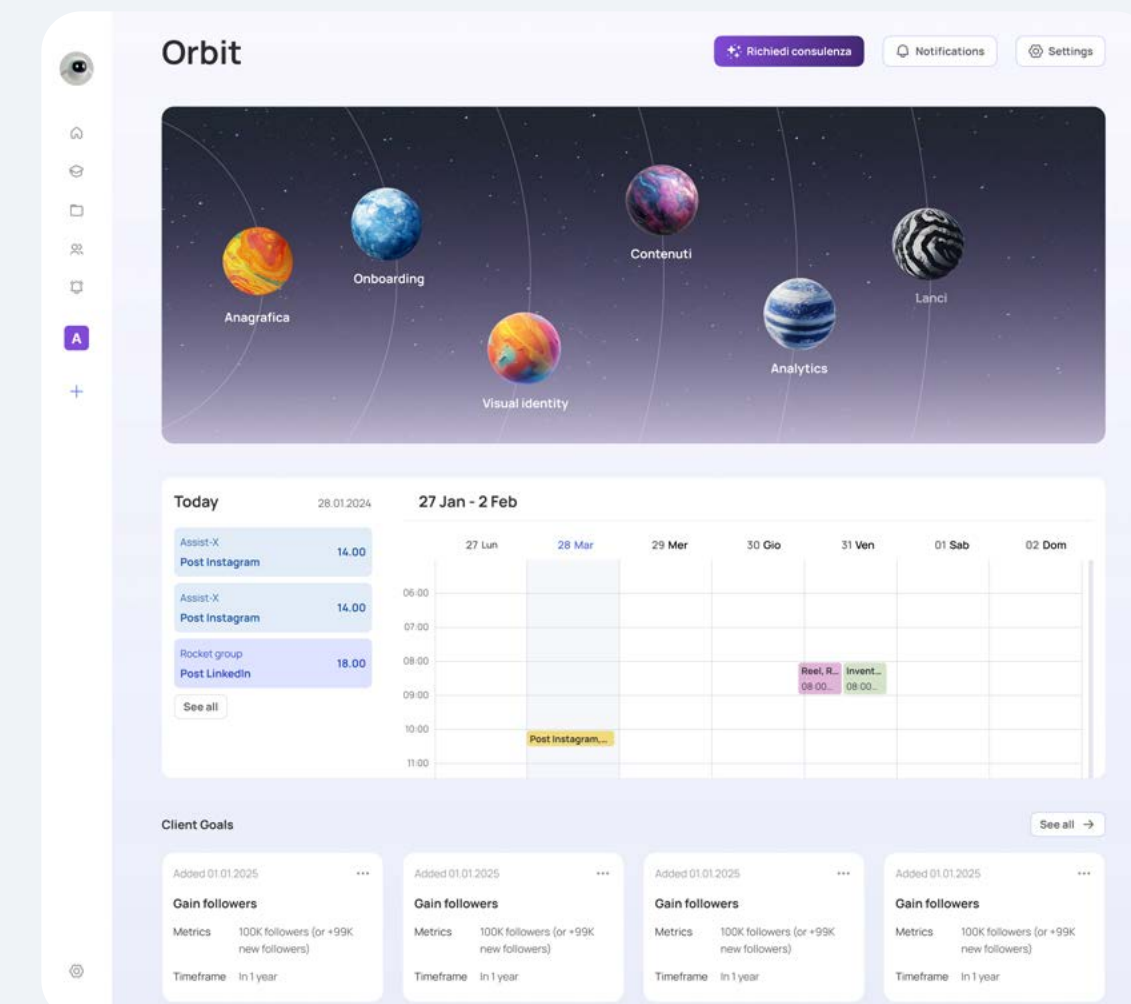 Orbit
Richiedi consulenza
Notifications
Settings
Anagrafica
Onboarding
Visual identity
Contenuti
Analytics
Lanci
A
Today
28.01.2024
Assist-X
Post Instagram
14.00
Assist-X
Post Instagram
14.00
Rocket group
Post LinkedIn
18.00
See all
27 Jan - 2 Feb
27 Lun
28 Mar
29 Mer
30 Gio
31 Ven
01 Sab
02 Dom
06:00
07:00
08:00
09:00
10:00
11:00
Reel, R...
08:00...
Invent...
08:00...
Post Instagram,...
Client Goals
See all
Added 01.01.2025
Gain followers
Metrics 100K followers (or +99K
new followers)
Timeframe In 1 year
Added 01.01.2025
Gain followers
Metrics 100K followers (or +99K
new followers)
Timeframe In 1 year
Added 01.01.2025
Gain followers
Metrics 100K followers (or +99K
new followers)
Timeframe In 1 year
Added 01.01.2025
Gain followers
Metrics 100K followers (or +99K
new followers)
Timeframe In 1 year